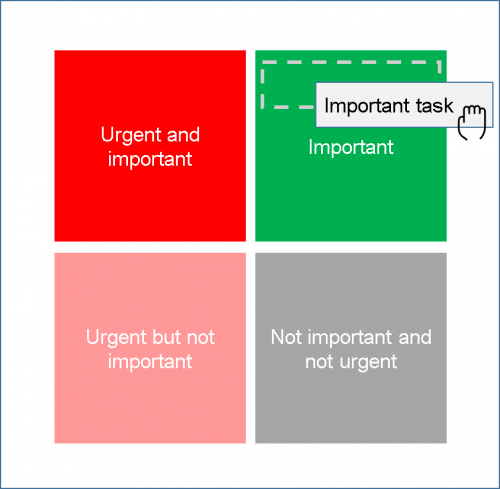 Important task
Urgent and
important
Important
Urgent but not
important
Not important and
not urgent